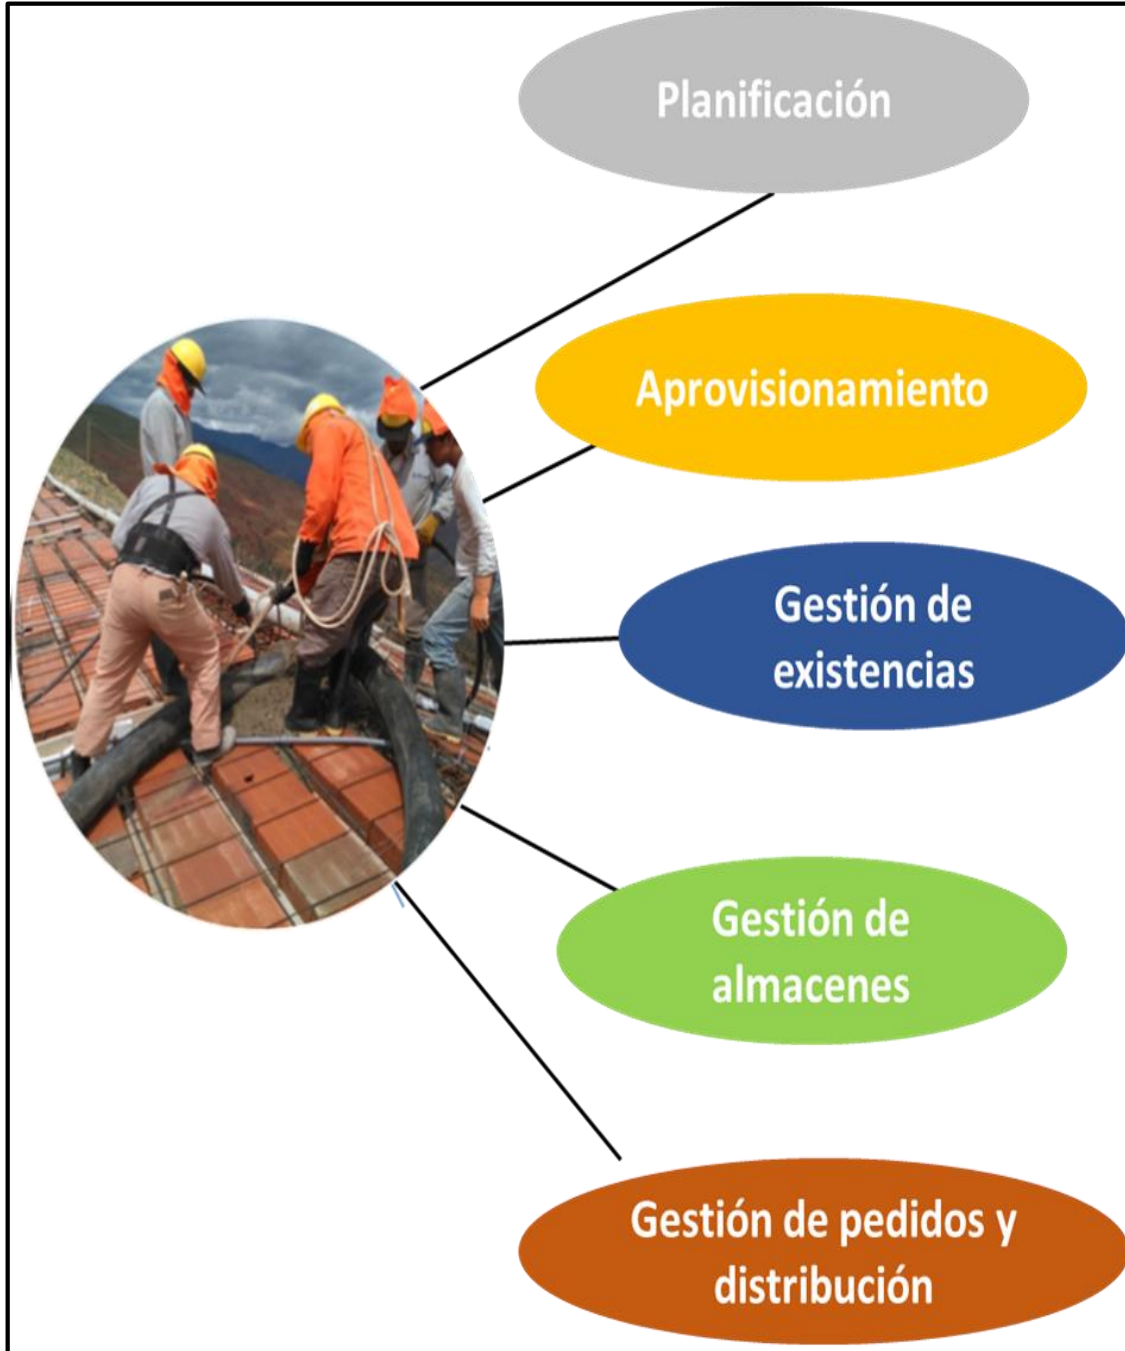 Planificación
Aprovisionamiento
Gestión de
existencias
Gestión de
almacenes
Gestión de pedidos y
distribución